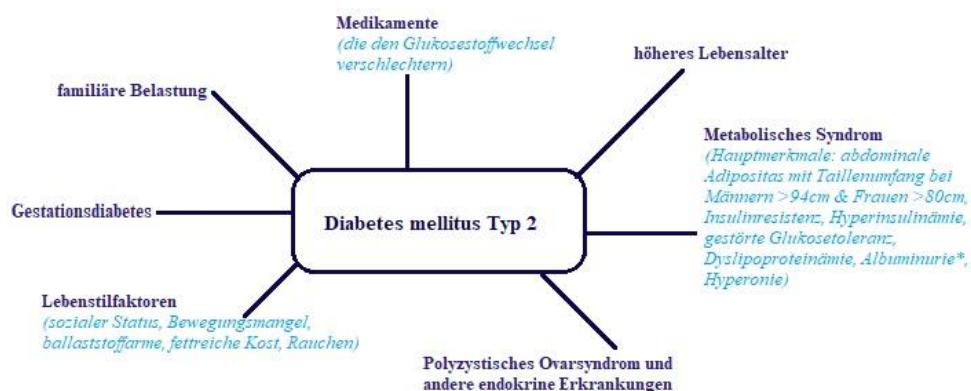 Medikamente
(die den Glukosestoffwechsel
verschlechtern)
höheres Lebensalter
familiäre Belastung
Metabolisches Syndrom
(Hauptmerkmale: abdominale
Adipositas mit Taillenumfang bei
Männern >94cm & Frauen >80cm,
Insulinresistenz, Hyperinsulinämie,
gestörte Glukosetoleranz,
Dyslipoproteinämie, Albuminurie*,
Hyperonie)
Gestationsdiabetes
Diabetes mellitus Typ 2
Lebenstilfaktoren
(sozialer Status, Bewegungsmangel,
ballaststoffarme, fettreiche Kost, Rauchen)
Polyzystisches Ovarsyndrom und
andere endokrine Erkrankungen